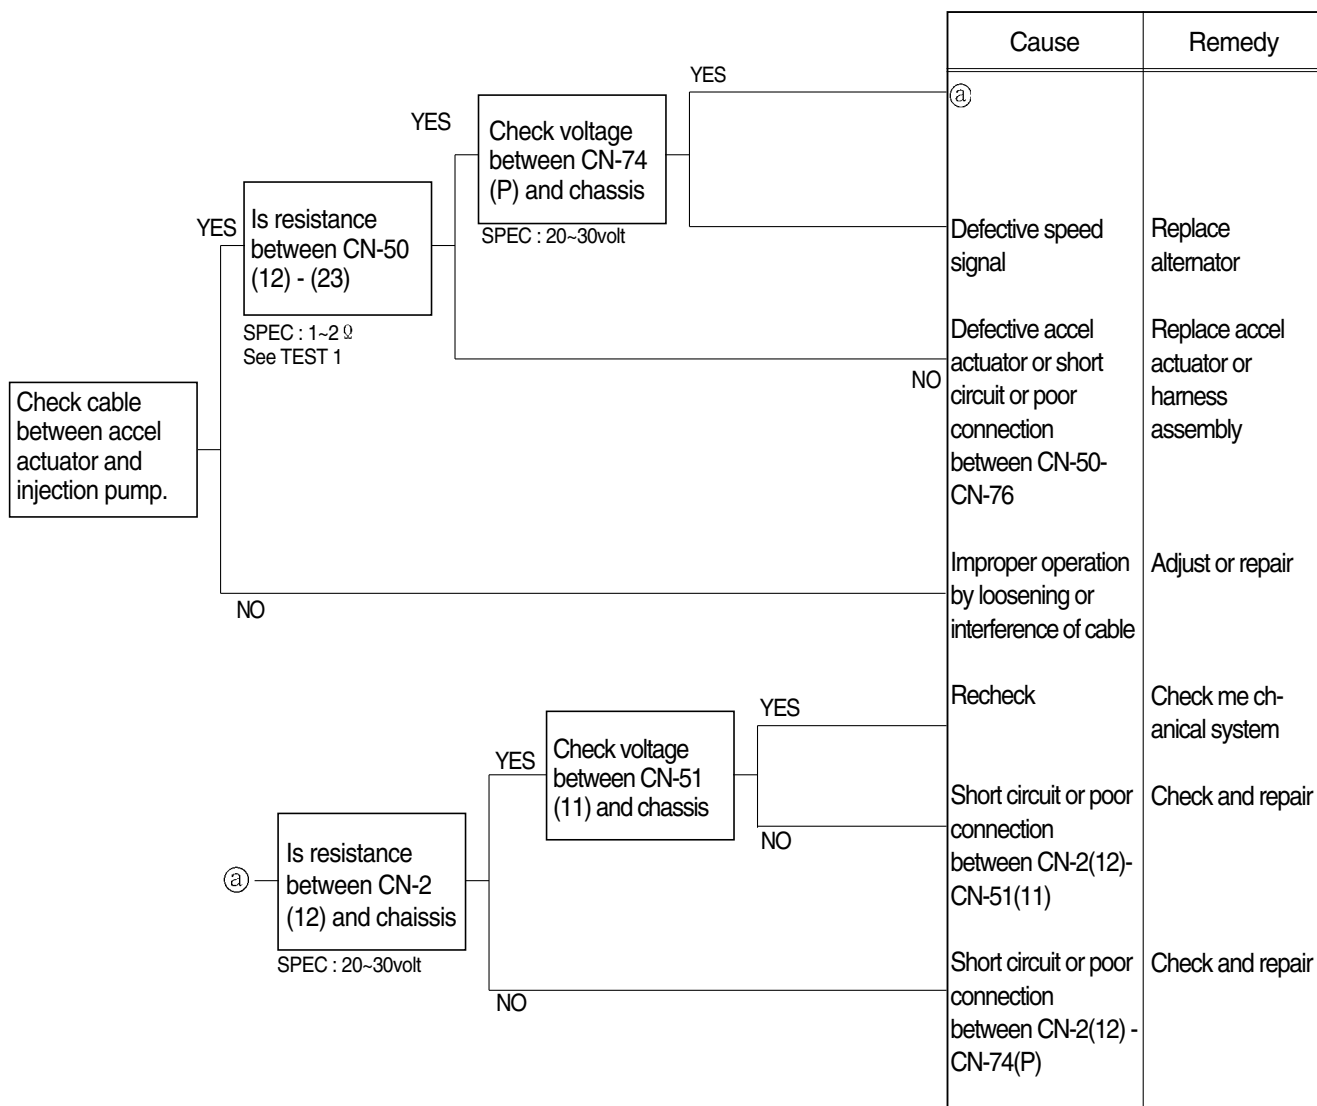 Cause
Remedy
YES
ⓐ
YES
Check voltage
between CN-74
(P) and chassis
SPEC : 20~30volt
YES
Is resistance
between CN-50
(12) - (23)
SPEC : 1~2 Ω
See TEST 1
Defective speed
signal
Replace
alternator
NO
Defective accel
actuator or short
circuit or poor
connection
between CN-50-
CN-76
Replace accel
actuator or
harness
assembly
Check cable
between accel
actuator and
injection pump.
NO
Improper operation
by loosening or
interference of cable
Adjust or repair
YES
Recheck
Check me ch-
anical system
YES
Check voltage
between CN-51
(11) and chassis
NO
Short circuit or poor
connection
between CN-2(12)-
CN-51(11)
Check and repair
ⓐ
Is resistance
between CN-2
(12) and chaissis
SPEC : 20~30volt
NO
Short circuit or poor
connection
between CN-2(12) -
CN-74(P)
Check and repair